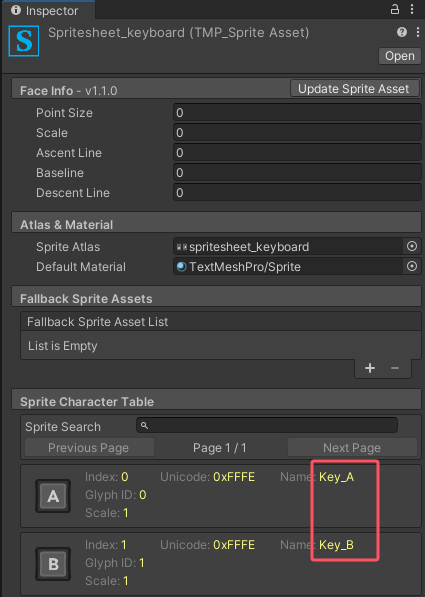 Inspector
Spritesheet_keyboard (TMP_Sprite Asset)
Open
Face Info - v1.1.0 Update Sprite Asset
Point Size 0
Scale 0
Ascent Line 0
Baseline 0
Descent Line 0
Atlas & Material
Sprite Atlas spritesheet_keyboard
Default Material TextMeshPro/Sprite
Fallback Sprite Assets
Fallback Sprite Asset List
List is Empty
+ −
Sprite Character Table
Sprite Search
Previous Page Page 1 / 1 Next Page
A
Index: 0 Unicode: 0xFFFE Name: Key_A
Glyph ID: 0
Scale: 1
B
Index: 1 Unicode: 0xFFFE Name: Key_B
Glyph ID: 1
Scale: 1